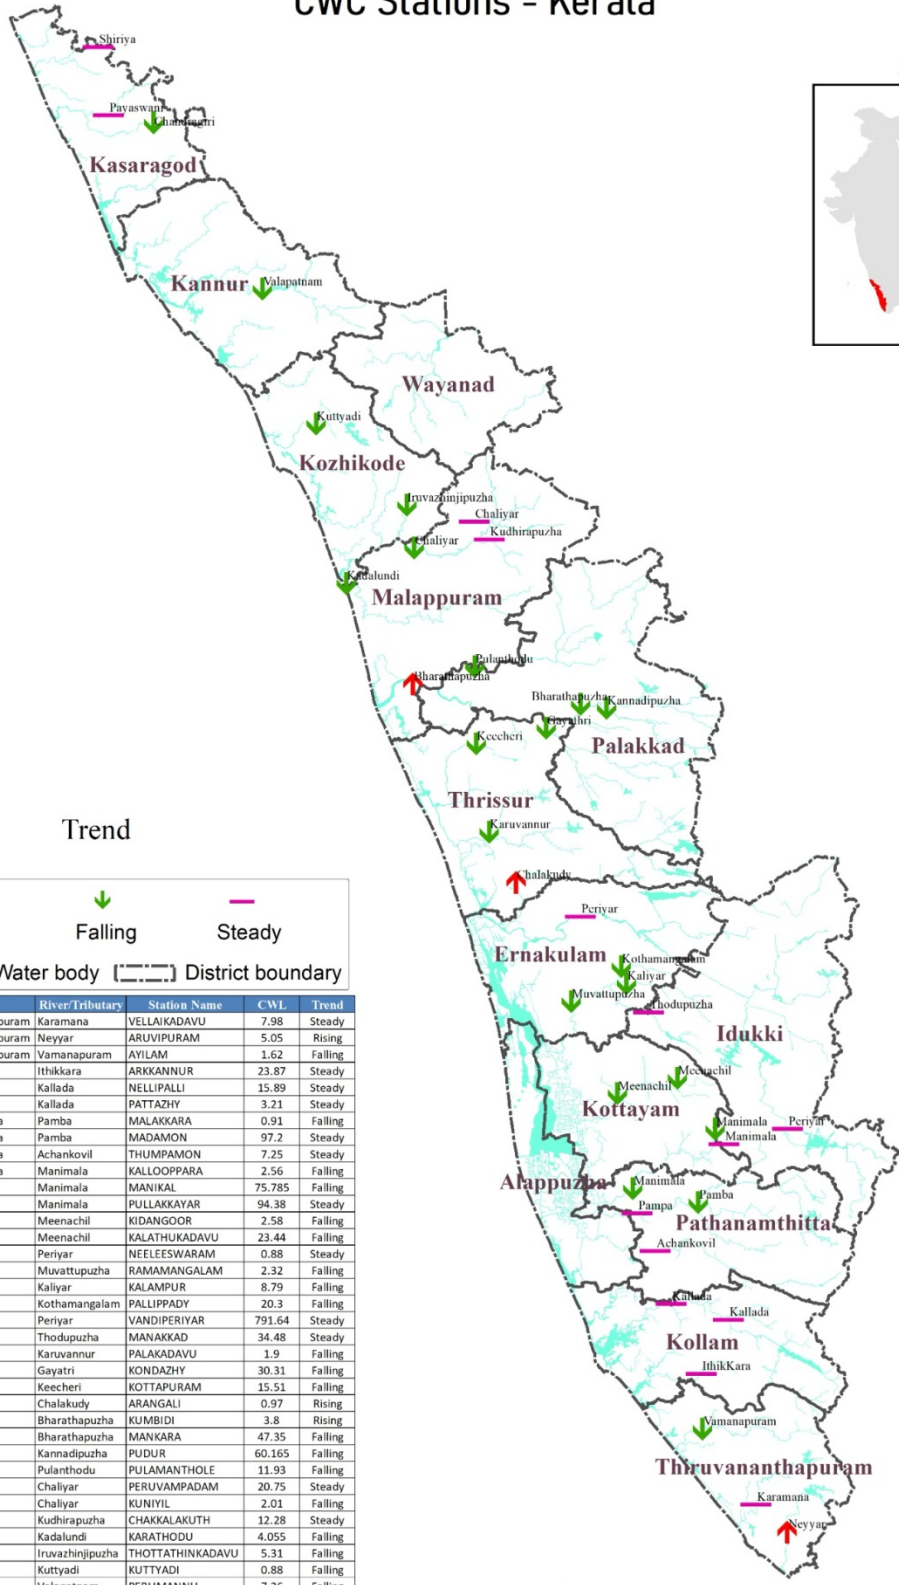 CWC Stations - Kerala
Shiriya
Payaswani
Chandragiri
Kasaragod
Kannur
Valapatnam
Wayanad
Kuttyadi
Kozhikode
Iruvazhinjipuzha
Chaliyar
Kudhirapuzha
Chaliyar
Kadalundi
Malappuram
Pulanthodu
Bharathapuzha
Bharathapuzha
Kannadipuzha
Gayathri
Keecheri
Palakkad
Thrissur
Karuvannur
Chalakudy
Periyar
Ernakulam
Kothamangalam
Kaliyar
Muvattupuzha
Thodupuzha
Idukki
Meenachil
Meenachil
Kottayam
Manimala
Periyar
Manimala
Alappuzha
Manimala
Pamba
Pampa
Pathanamthitta
Achankovil
Kallada
Kallada
Kollam
IthikKara
Vamanapuram
Thiruvananthapuram
Karamana
Neyyar
Trend
Falling Steady
Water body District boundary
River/Tributary Station Name CWL Trend
puram Karamana VELLAIKADAVU 7.98 Steady
puram Neyyar ARUVIPURAM 5.05 Rising
puram Vamanapuram AYILAM 1.62 Falling
Ithikkara ARKKANNUR 23.87 Steady
Kallada NELLIPALLI 15.89 Steady
Kallada PATTAZHY 3.21 Steady
a Pamba MALAKKARA 0.91 Falling
a Pamba MADAMON 97.2 Steady
a Achankovil THUMPAMON 7.25 Steady
a Manimala KALLOOPPARA 2.56 Falling
Manimala MANIKAL 75.785 Falling
Manimala PULLAKKAYAR 94.38 Steady
Meenachil KIDANGOOR 2.58 Falling
Meenachil KALATHUKADAVU 23.44 Falling
Periyar NEELEESWARAM 0.88 Steady
Muvattupuzha RAMAMANGALAM 2.32 Falling
Kaliyar KALAMPUR 8.79 Falling
Kothamangalam PALLIPPADY 20.3 Falling
Periyar VANDIPERIYAR 791.64 Steady
Thodupuzha MANAKKAD 34.48 Steady
Karuvannur PALAKADAVU 1.9 Falling
Gayatri KONDAZHY 30.31 Falling
Keecheri KOTTAPURAM 15.51 Falling
Chalakudy ARANGALI 0.97 Rising
Bharathapuzha KUMBIDI 3.8 Rising
Bharathapuzha MANKARA 47.35 Falling
Kannadipuzha PUDUR 60.165 Falling
Pulanthodu PULAMANTHOLE 11.93 Falling
Chaliyar PERUVAMPADAM 20.75 Steady
Chaliyar KUNIYIL 2.01 Falling
Kudhirapuzha CHAKKALAKUTH 12.28 Steady
Kadalundi KARATHODU 4.055 Falling
Iruvazhinjipuzha THOTTATHINKADAVU 5.31 Falling
Kuttyadi KUTTYADI 0.88 Falling